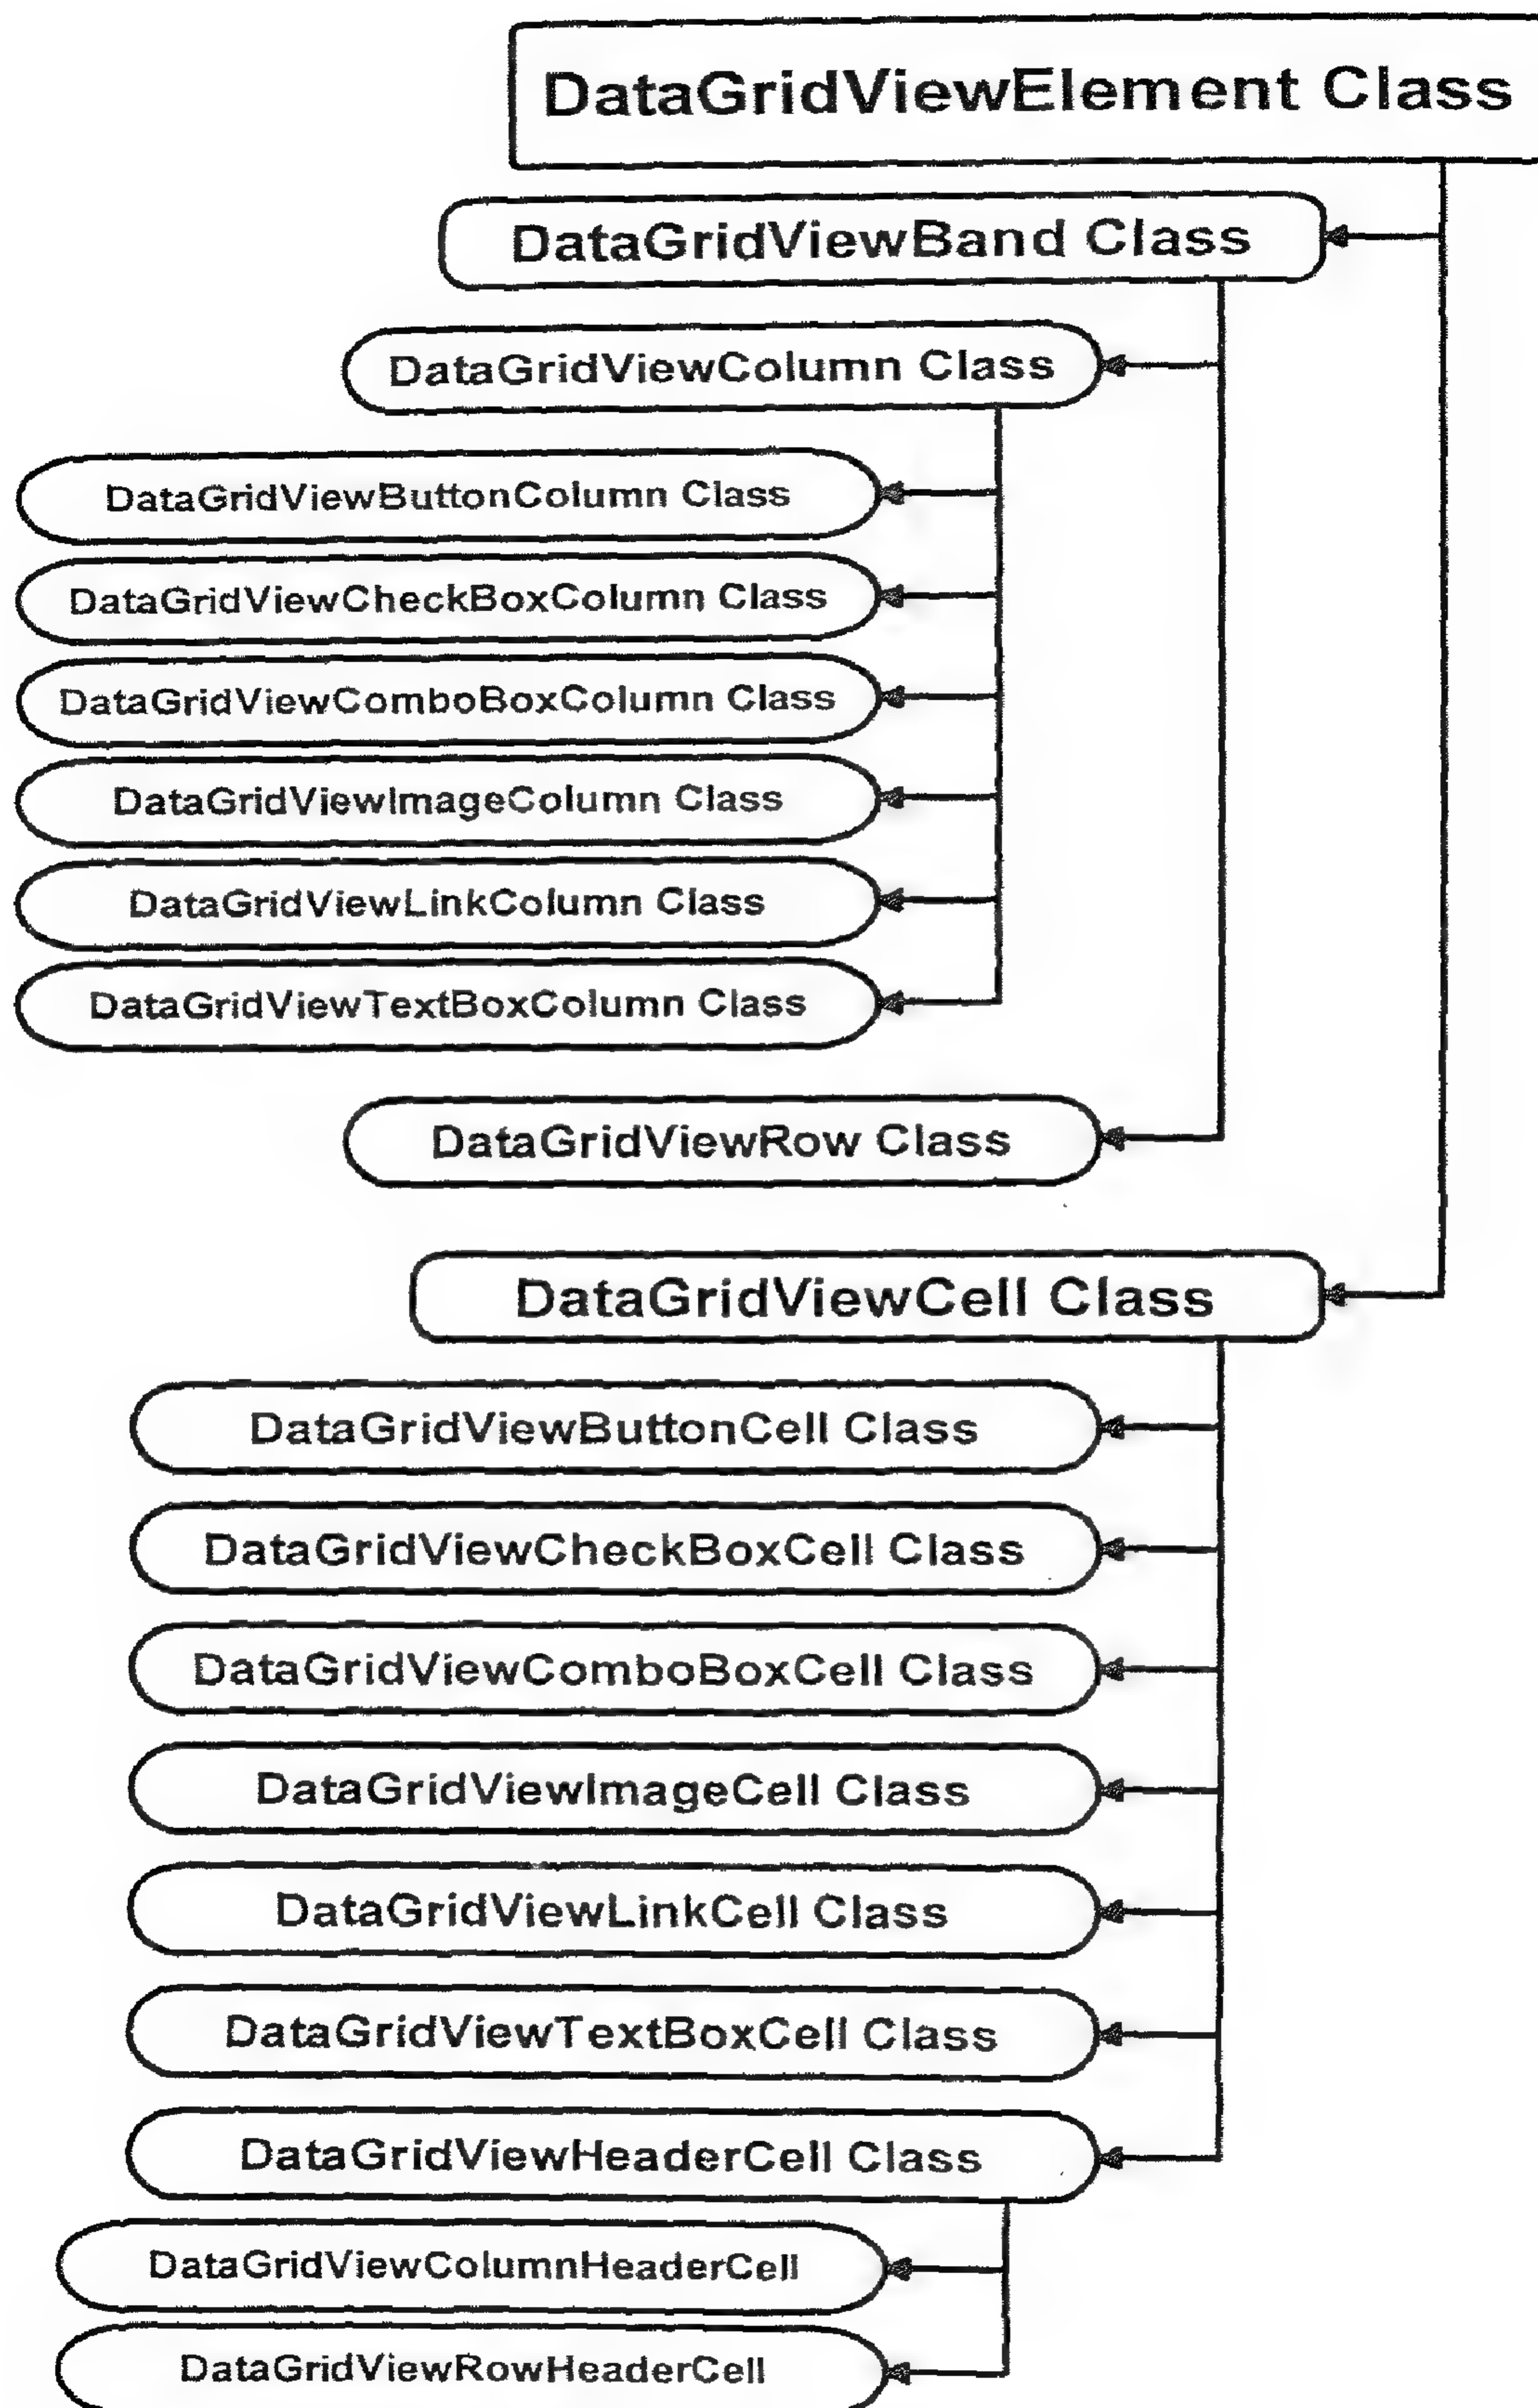 DataGridViewElement Class
DataGridViewBand Class
DataGridViewColumn Class
DataGridViewButtonColumn Class
DataGridViewCheckBoxColumn Class
DataGridViewComboBoxColumn Class
DataGridViewImageColumn Class
DataGridViewLinkColumn Class
DataGridViewTextBoxColumn Class
DataGridViewRow Class
DataGridViewCell Class
DataGridViewButtonCell Class
DataGridViewCheckBoxCell Class
DataGridViewComboBoxCell Class
DataGridViewImageCell Class
DataGridViewLinkCell Class
DataGridViewTextBoxCell Class
DataGridViewHeaderCell Class
DataGridViewColumnHeaderCell
DataGridViewRowHeaderCell